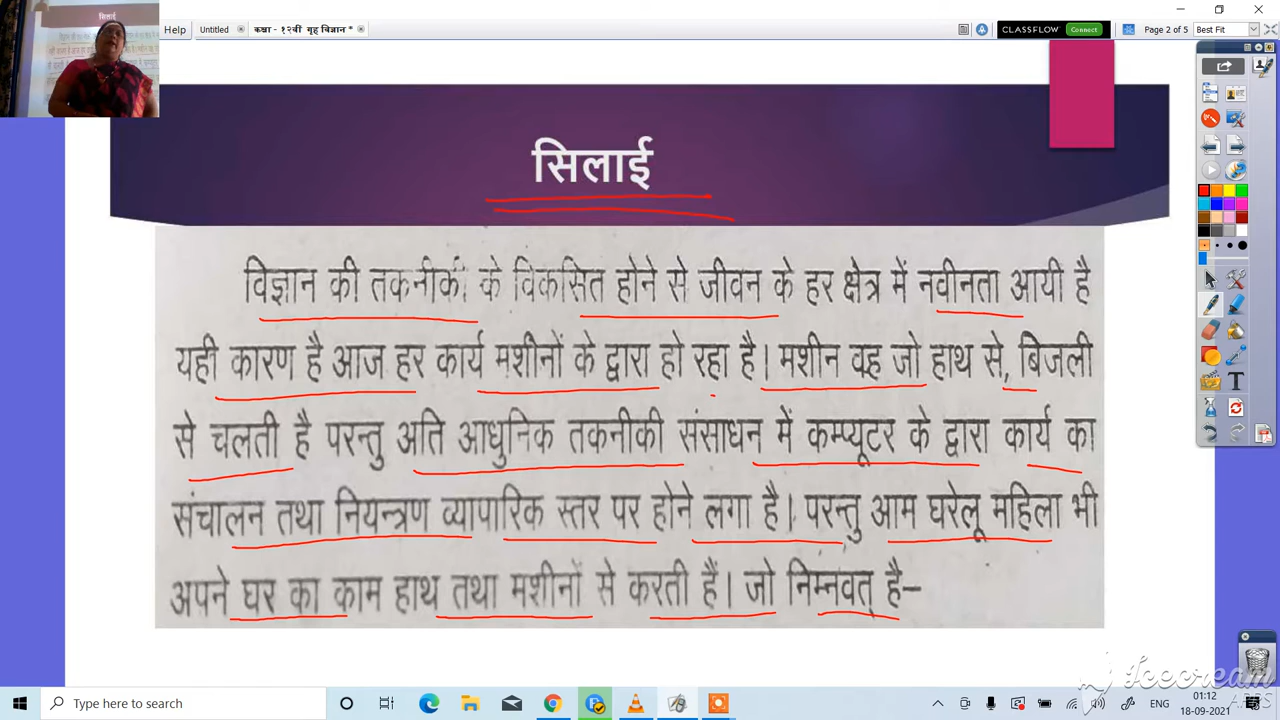 सिलाई
Help
Untitled
कक्षा - १२वीं गृह विज्ञान *
CLASSFLOW
Connect
Page 2 of 5
Best Fit
सिलाई
विज्ञान की तकनीकी के विकसित होने से जीवन के हर क्षेत्र में नवीनता आयी है
यही कारण है आज हर कार्य मशीनों के द्वारा हो रहा है। मशीन वह जो हाथ से, बिजली
से चलती है परन्तु अति आधुनिक तकनीकी संसाधन में कम्प्यूटर के द्वारा कार्य का
संचालन तथा नियन्त्रण व्यापारिक स्तर पर होने लगा है। परन्तु आम घरेलू महिला भी
अपने घर का काम हाथ तथा मशीनों से करती हैं। जो निम्नवत् है–
Icecream
APPS
Type here to search
ENG
01:12
18-09-2021